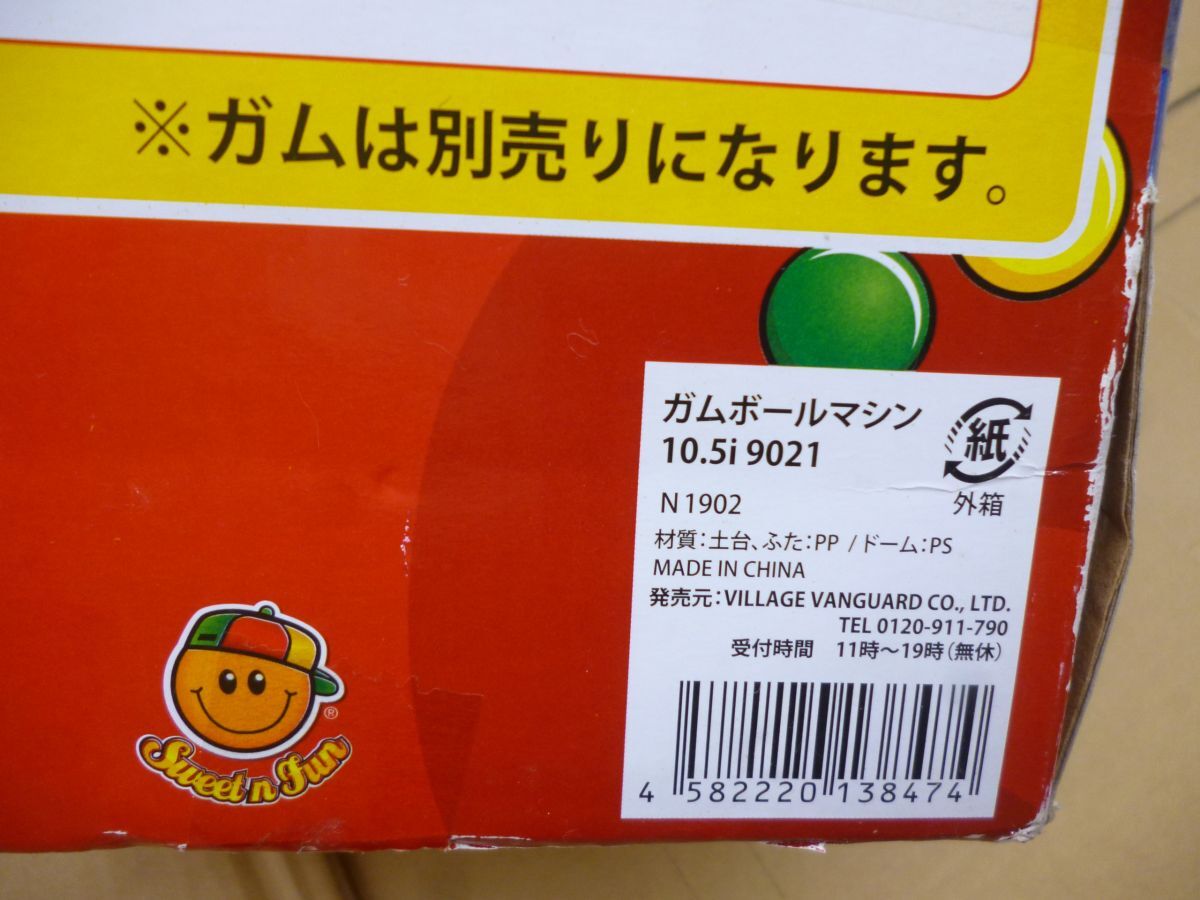 ※ガムは別売りになります。
ガムボールマシン
10.5i 9021
紙
外箱
N1902
材質:土台、ふた:PP /ドーム:PS
MADE IN CHINA
発売元:VILLAGE VANGUARD CO., LTD.
TEL 0120-911-790
受付時間 11時～19時(無休)
4 582220 138474
Sweet n Fun
®